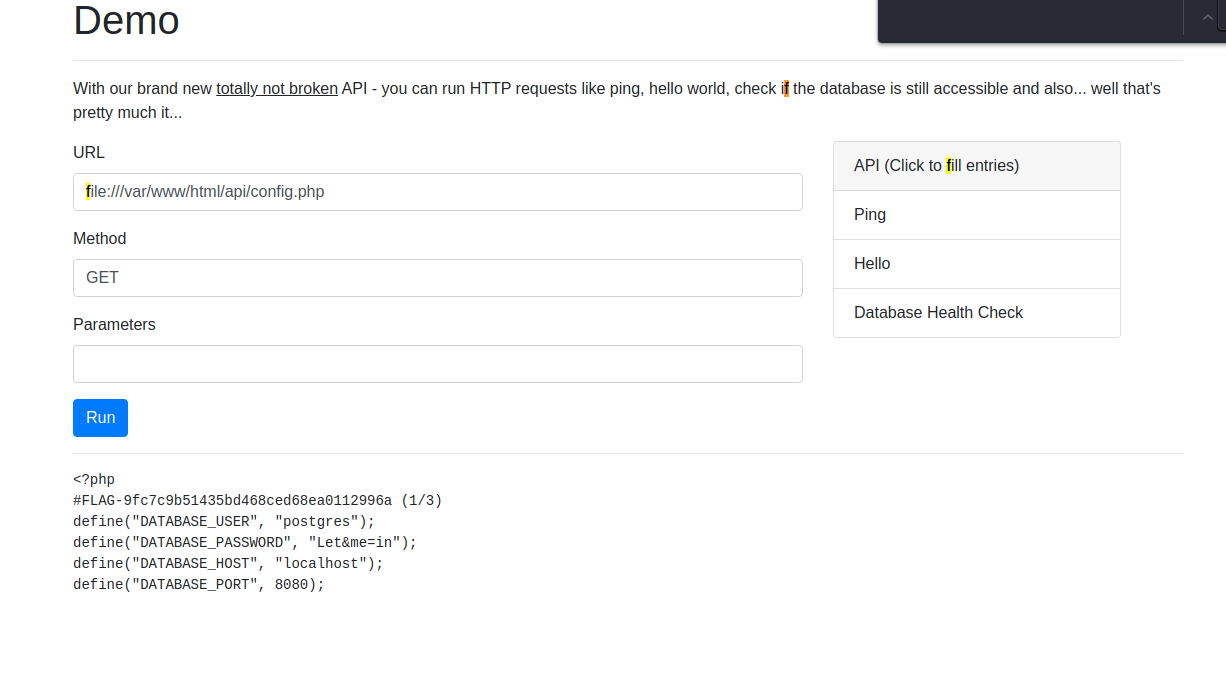 Demo
With our brand new totally not broken API - you can run HTTP requests like ping, hello world, check if the database is still accessible and also... well that's
pretty much it...
URL
file:///var/www/html/api/config.php
Method
GET
Parameters
Run
API (Click to fill entries)
Ping
Hello
Database Health Check
<?php
#FLAG-9fc7c9b51435bd468ced68ea0112996a (1/3)
define("DATABASE_USER", "postgres");
define("DATABASE_PASSWORD", "Let&me=in");
define("DATABASE_HOST", "localhost");
define("DATABASE_PORT", 8080);